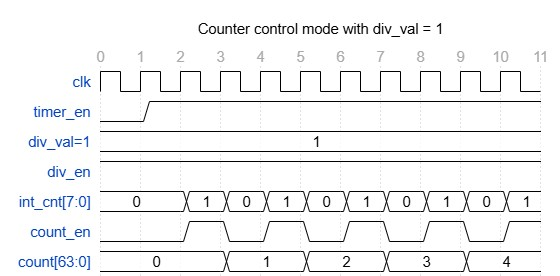 Counter control mode with div_val = 1
0 1 2 3 4 5 6 7 8 9 10 11
clk
timer_en
div_val=1 1
div_en
int_cnt[7:0] 0 1 0 1 0 1 0 1 0 1
count_en
count[63:0] 0 1 2 3 4